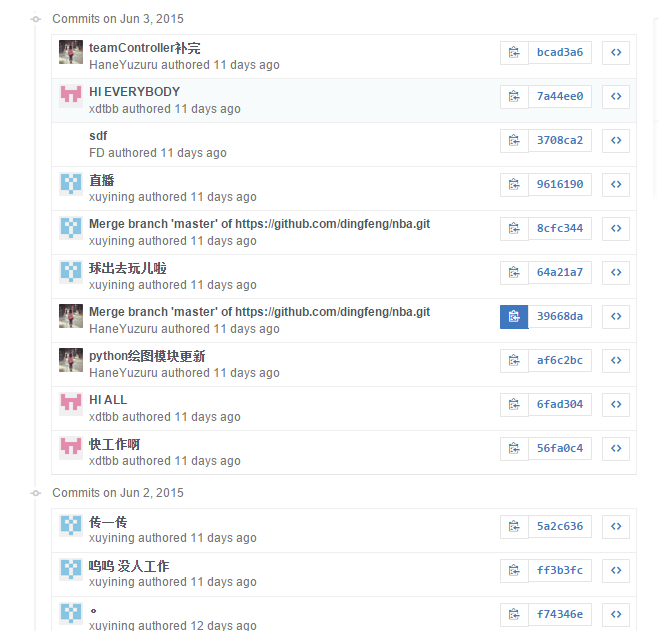 Commits on Jun 3, 2015
teamController补完
HaneYuzuru authored 11 days ago
bcad3a6
HI EVERYBODY
xdtbb authored 11 days ago
7a44ee0
sdf
FD authored 11 days ago
3708ca2
直播
xuyining authored 11 days ago
9616190
Merge branch 'master' of https://github.com/dingfeng/nba.git
xuyining authored 11 days ago
8cfc344
球出去玩儿啦
xuyining authored 11 days ago
64a21a7
Merge branch 'master' of https://github.com/dingfeng/nba.git
HaneYuzuru authored 11 days ago
39668da
python绘图模块更新
HaneYuzuru authored 11 days ago
af6c2bc
HI ALL
xdtbb authored 11 days ago
6fad304
快工作啊
xdtbb authored 11 days ago
56fa0c4
Commits on Jun 2, 2015
传一传
xuyining authored 11 days ago
5a2c636
呜呜 没人工作
xuyining authored 11 days ago
ff3b3fc
。
xuyining authored 12 days ago
f74346e